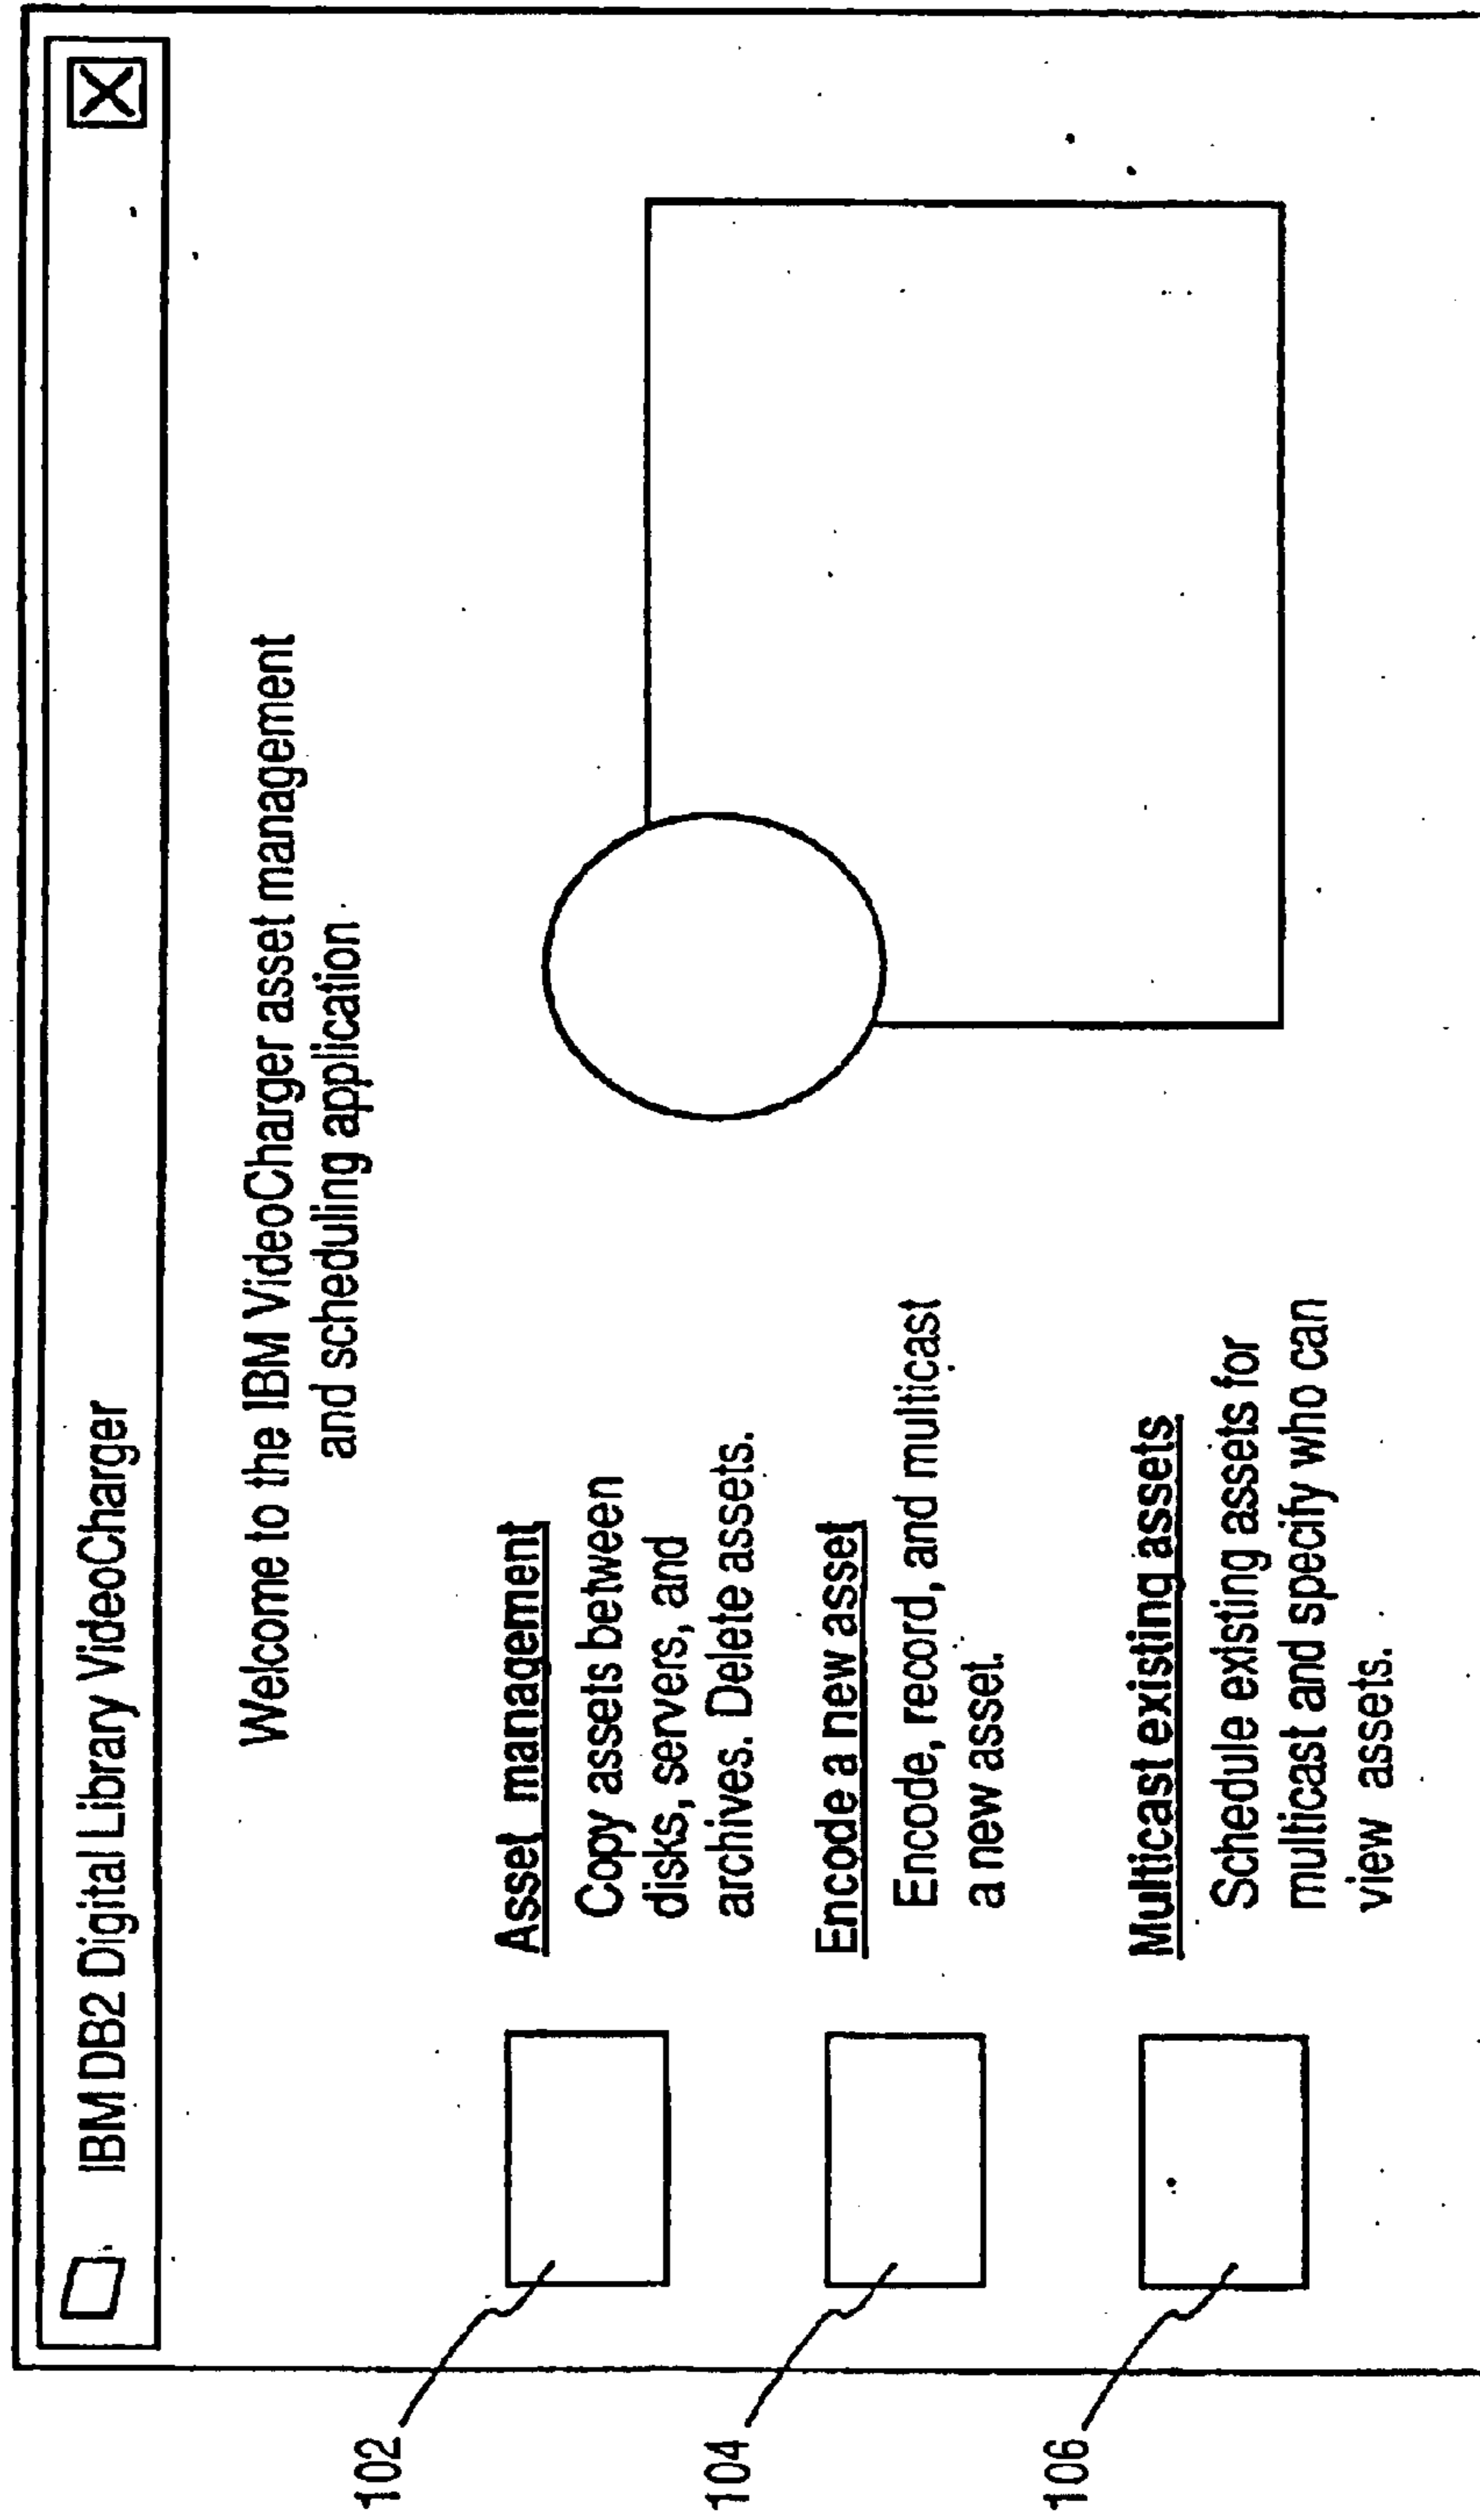 IBM DB2 Digital Library VideoCharger
Welcome to the IBM VideoCharger asset management
and scheduling application
102
Asset management
Copy assets between
disks, servers, and
archives. Delete assets.
104
Encode a new asset
Encode, record, and multicast
a new asset.
106
Multicast existing assets
Schedule existing assets for
multicast and specity who can
view assets.